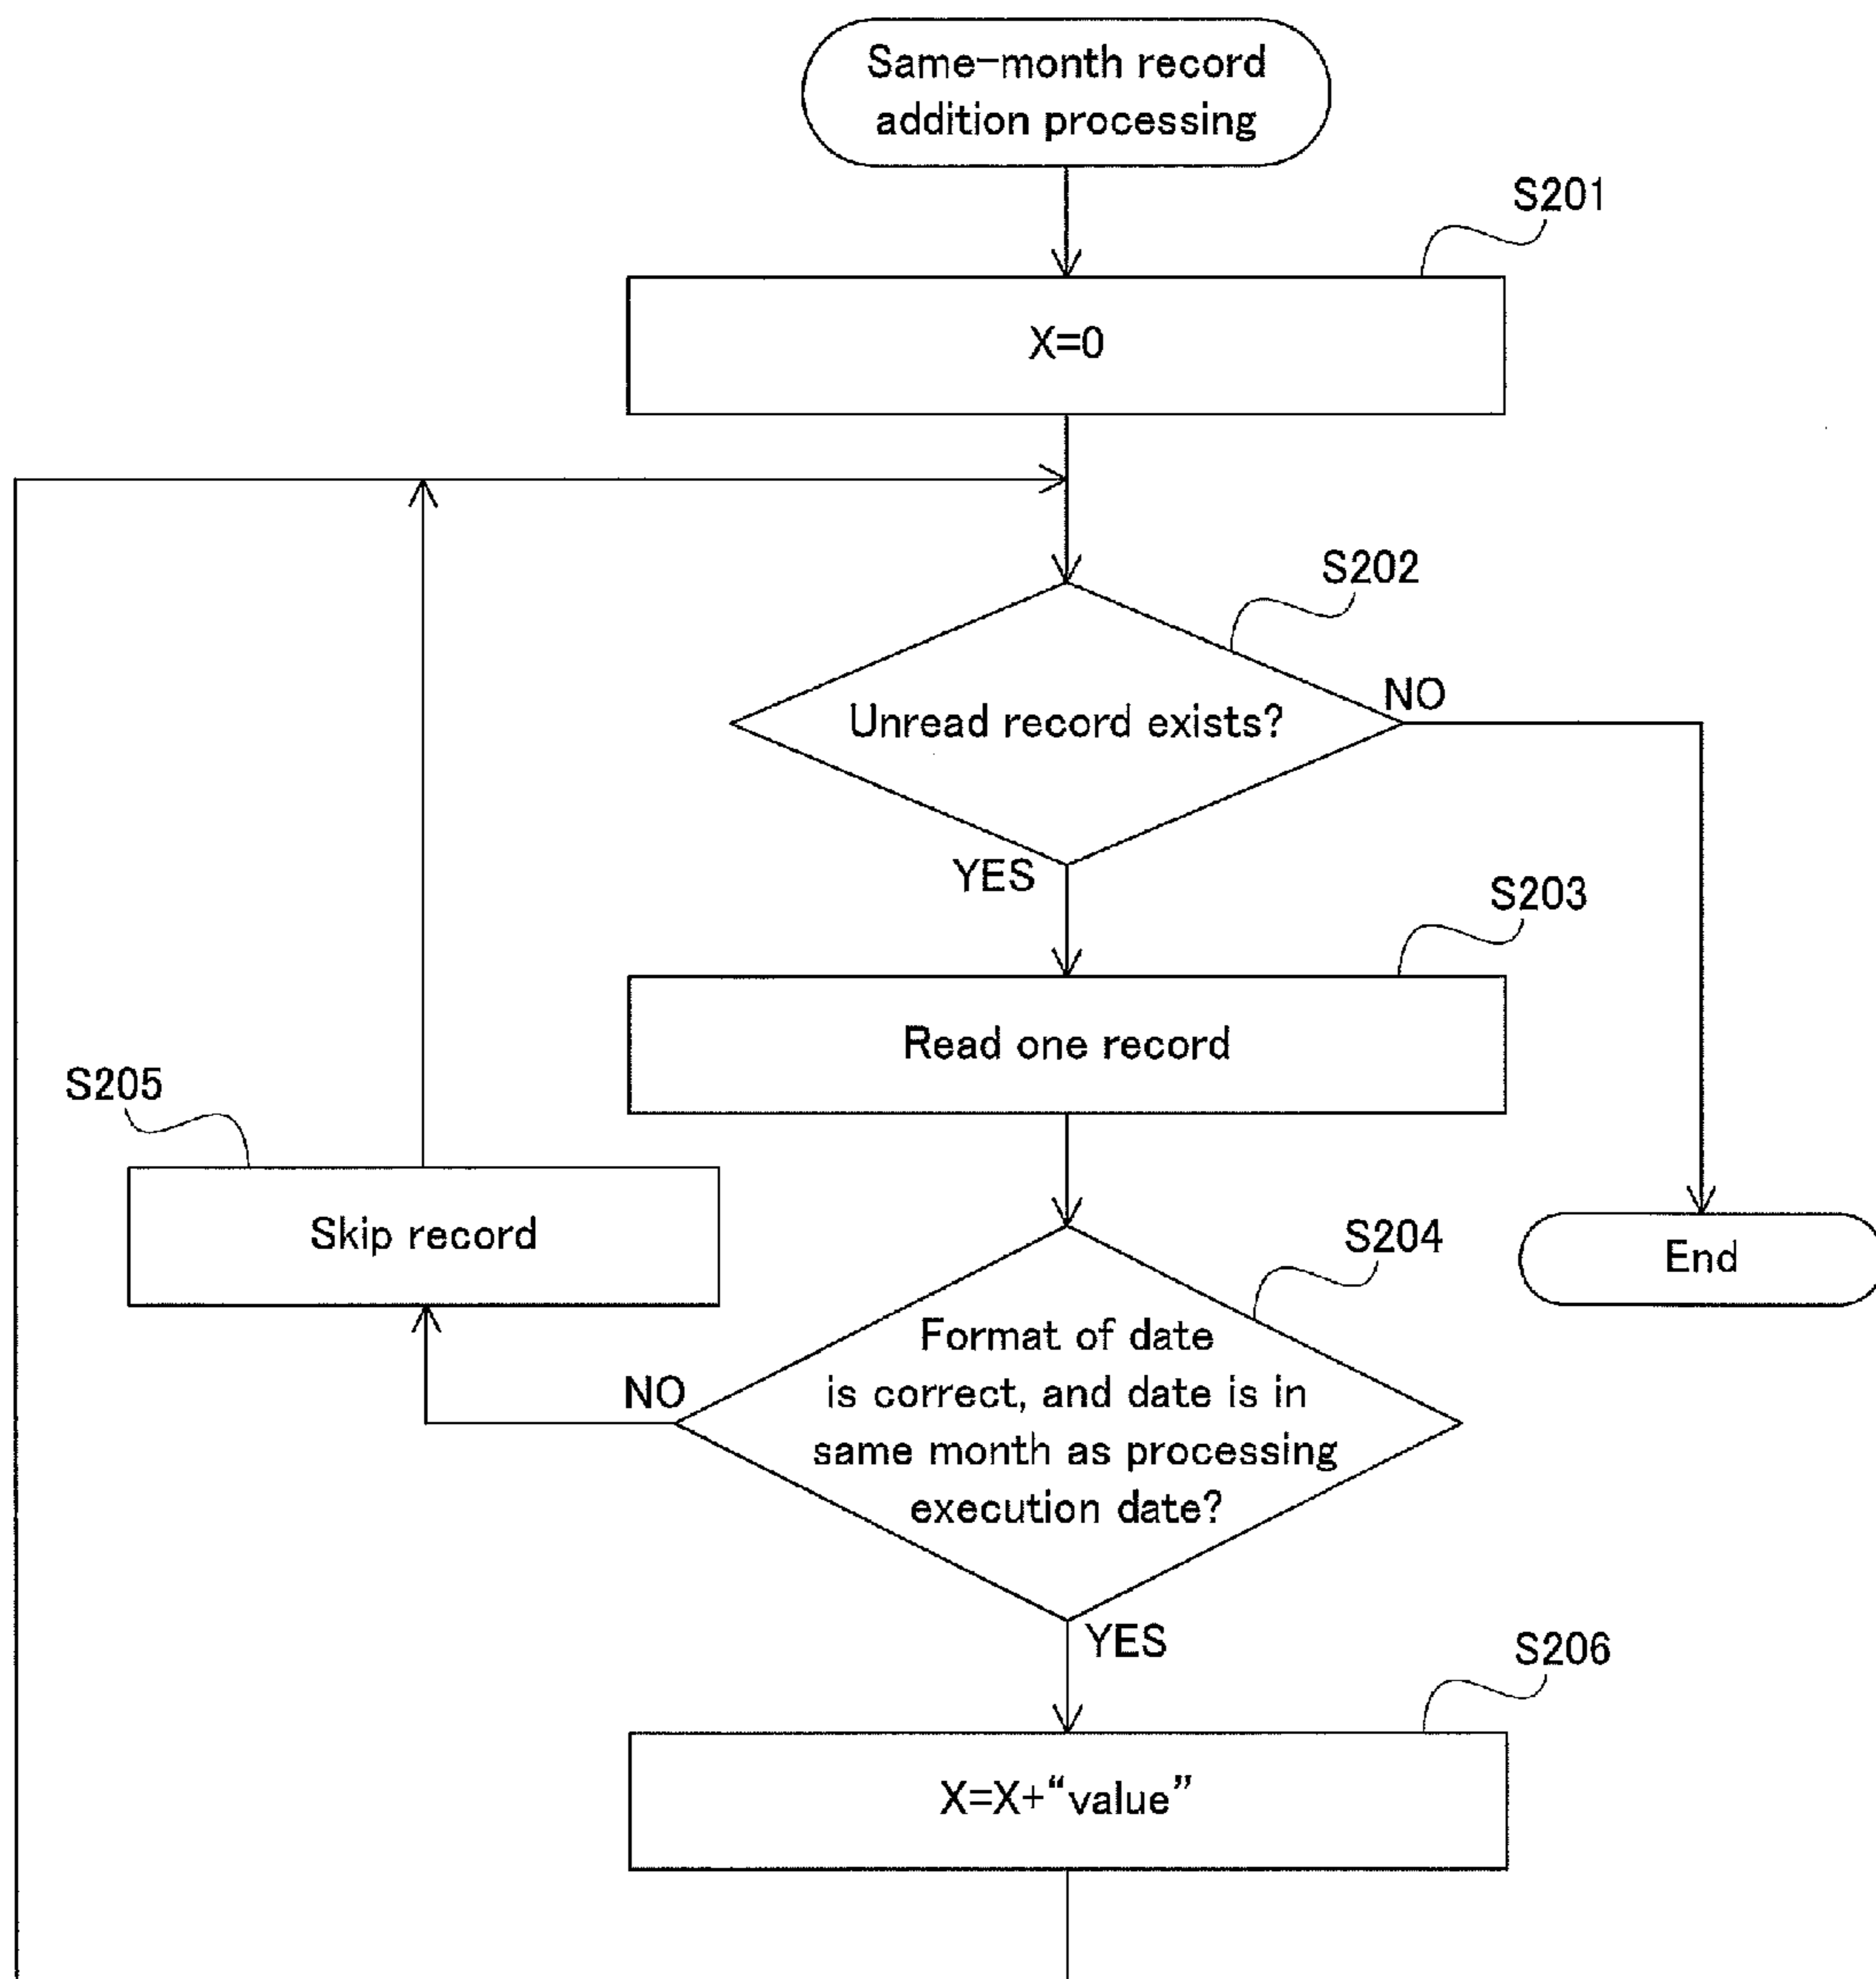 Same-month record
addition processing
S201
X=0
S202
Unread record exists?
NO
YES
S203
Read one record
S205
Skip record
S204
Format of date
is correct, and date is in
same month as processing
execution date?
NO
End
YES
S206
X=X+“value”